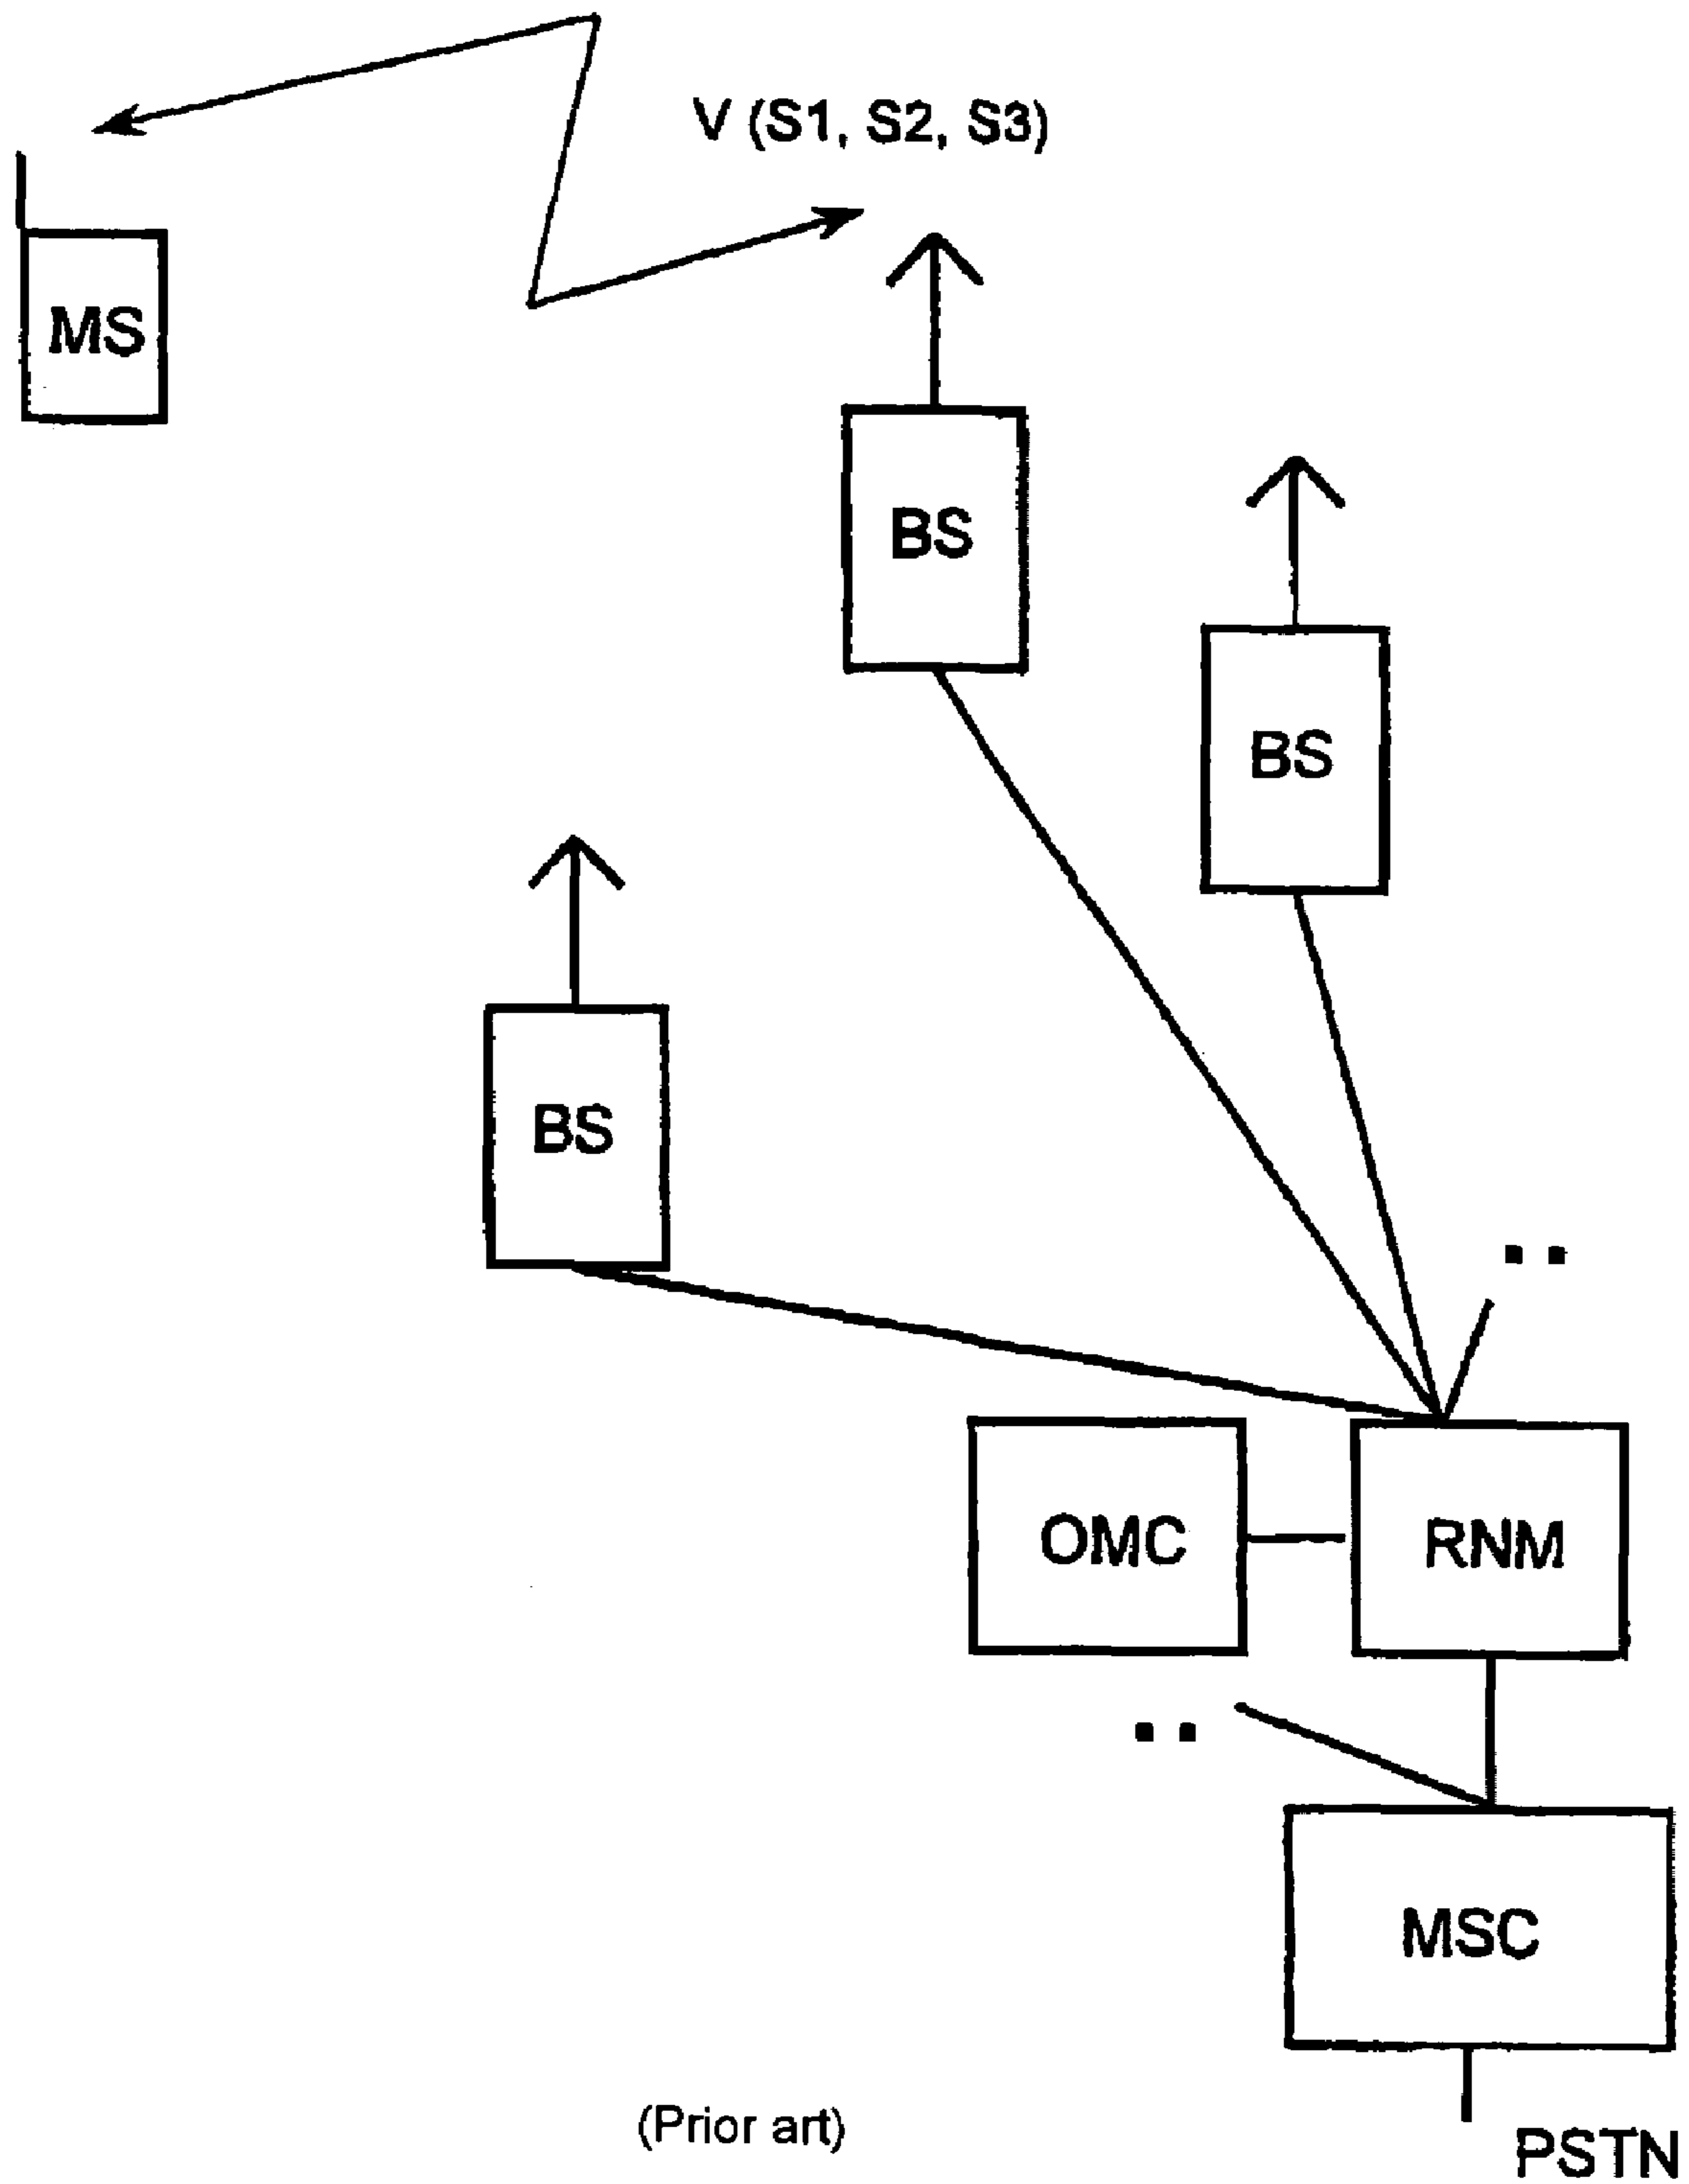 V (S1, S2, S3)
MS
BS
BS
BS
OMC
RNM
MSC
(Prior art)
PSTN